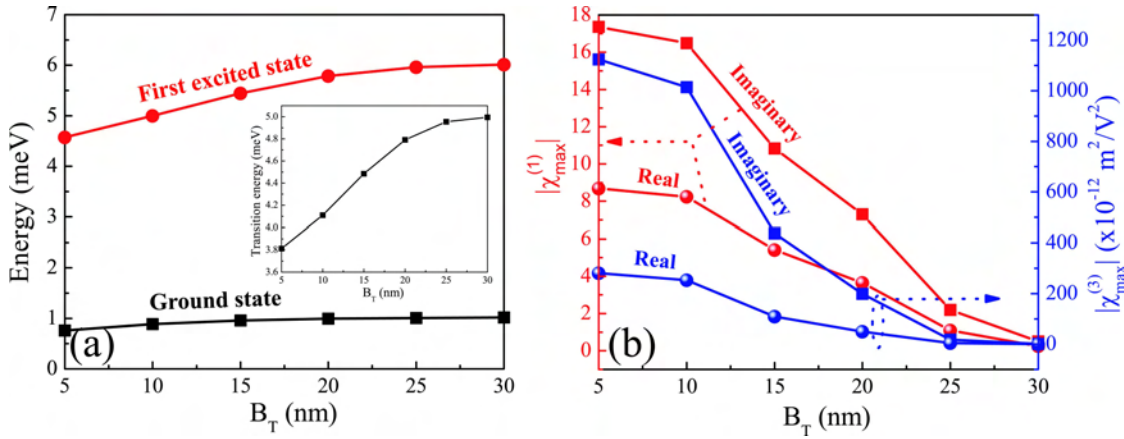 7
6
5
4
3
2
1
0
Energy (meV)
First excited state
Ground state
(a)
5 10 15 20 25 30
B_T (nm)
5.0
4.8
4.6
4.4
4.2
4.0
3.8
3.6
Transition energy (meV)
5 10 15 20 25 30
B_T (nm)
18
16
14
12
10
8
6
4
2
0
|χ_max^(1)|
Imaginary
Imaginary
Real
Real
(b)
5 10 15 20 25 30
B_T (nm)
1200
1000
800
600
400
200
0
|χ_max^(3)| (x10^-12 m^2/V^2)